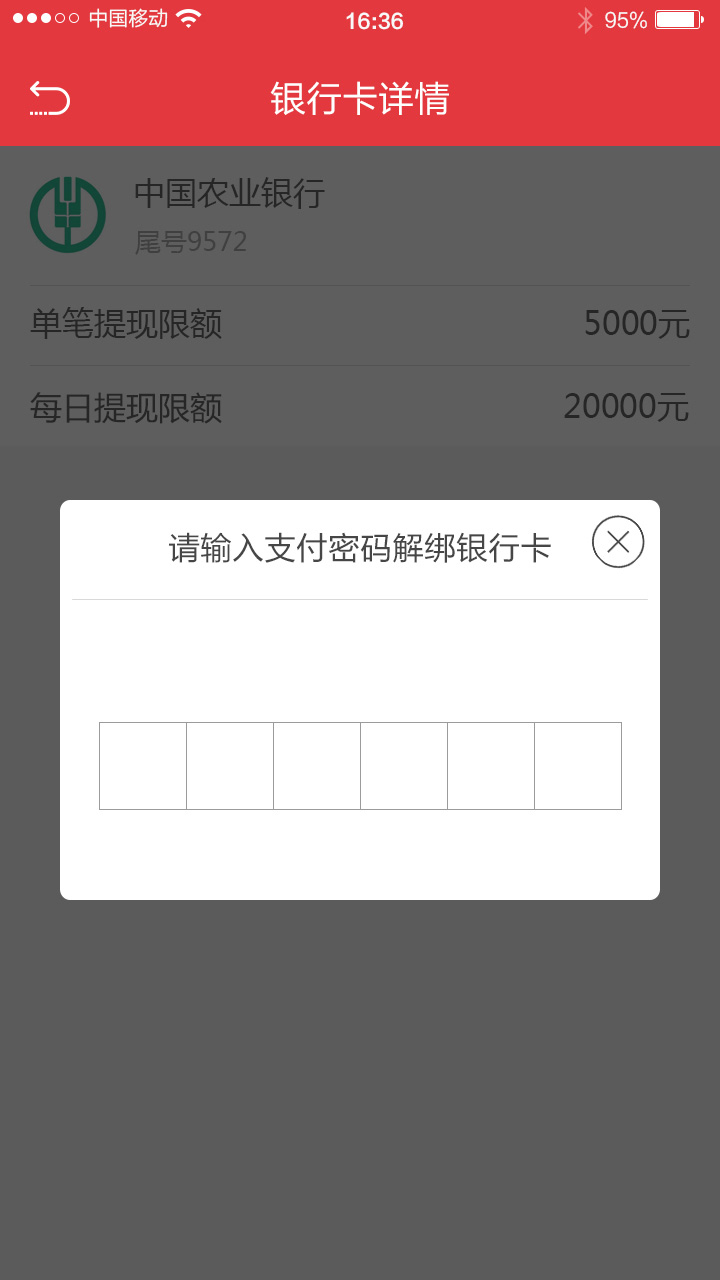 中国移动 16:36 95%
银行卡详情
中国农业银行
尾号9572
单笔提现限额 5000元
每日提现限额 20000元
请输入支付密码解绑银行卡